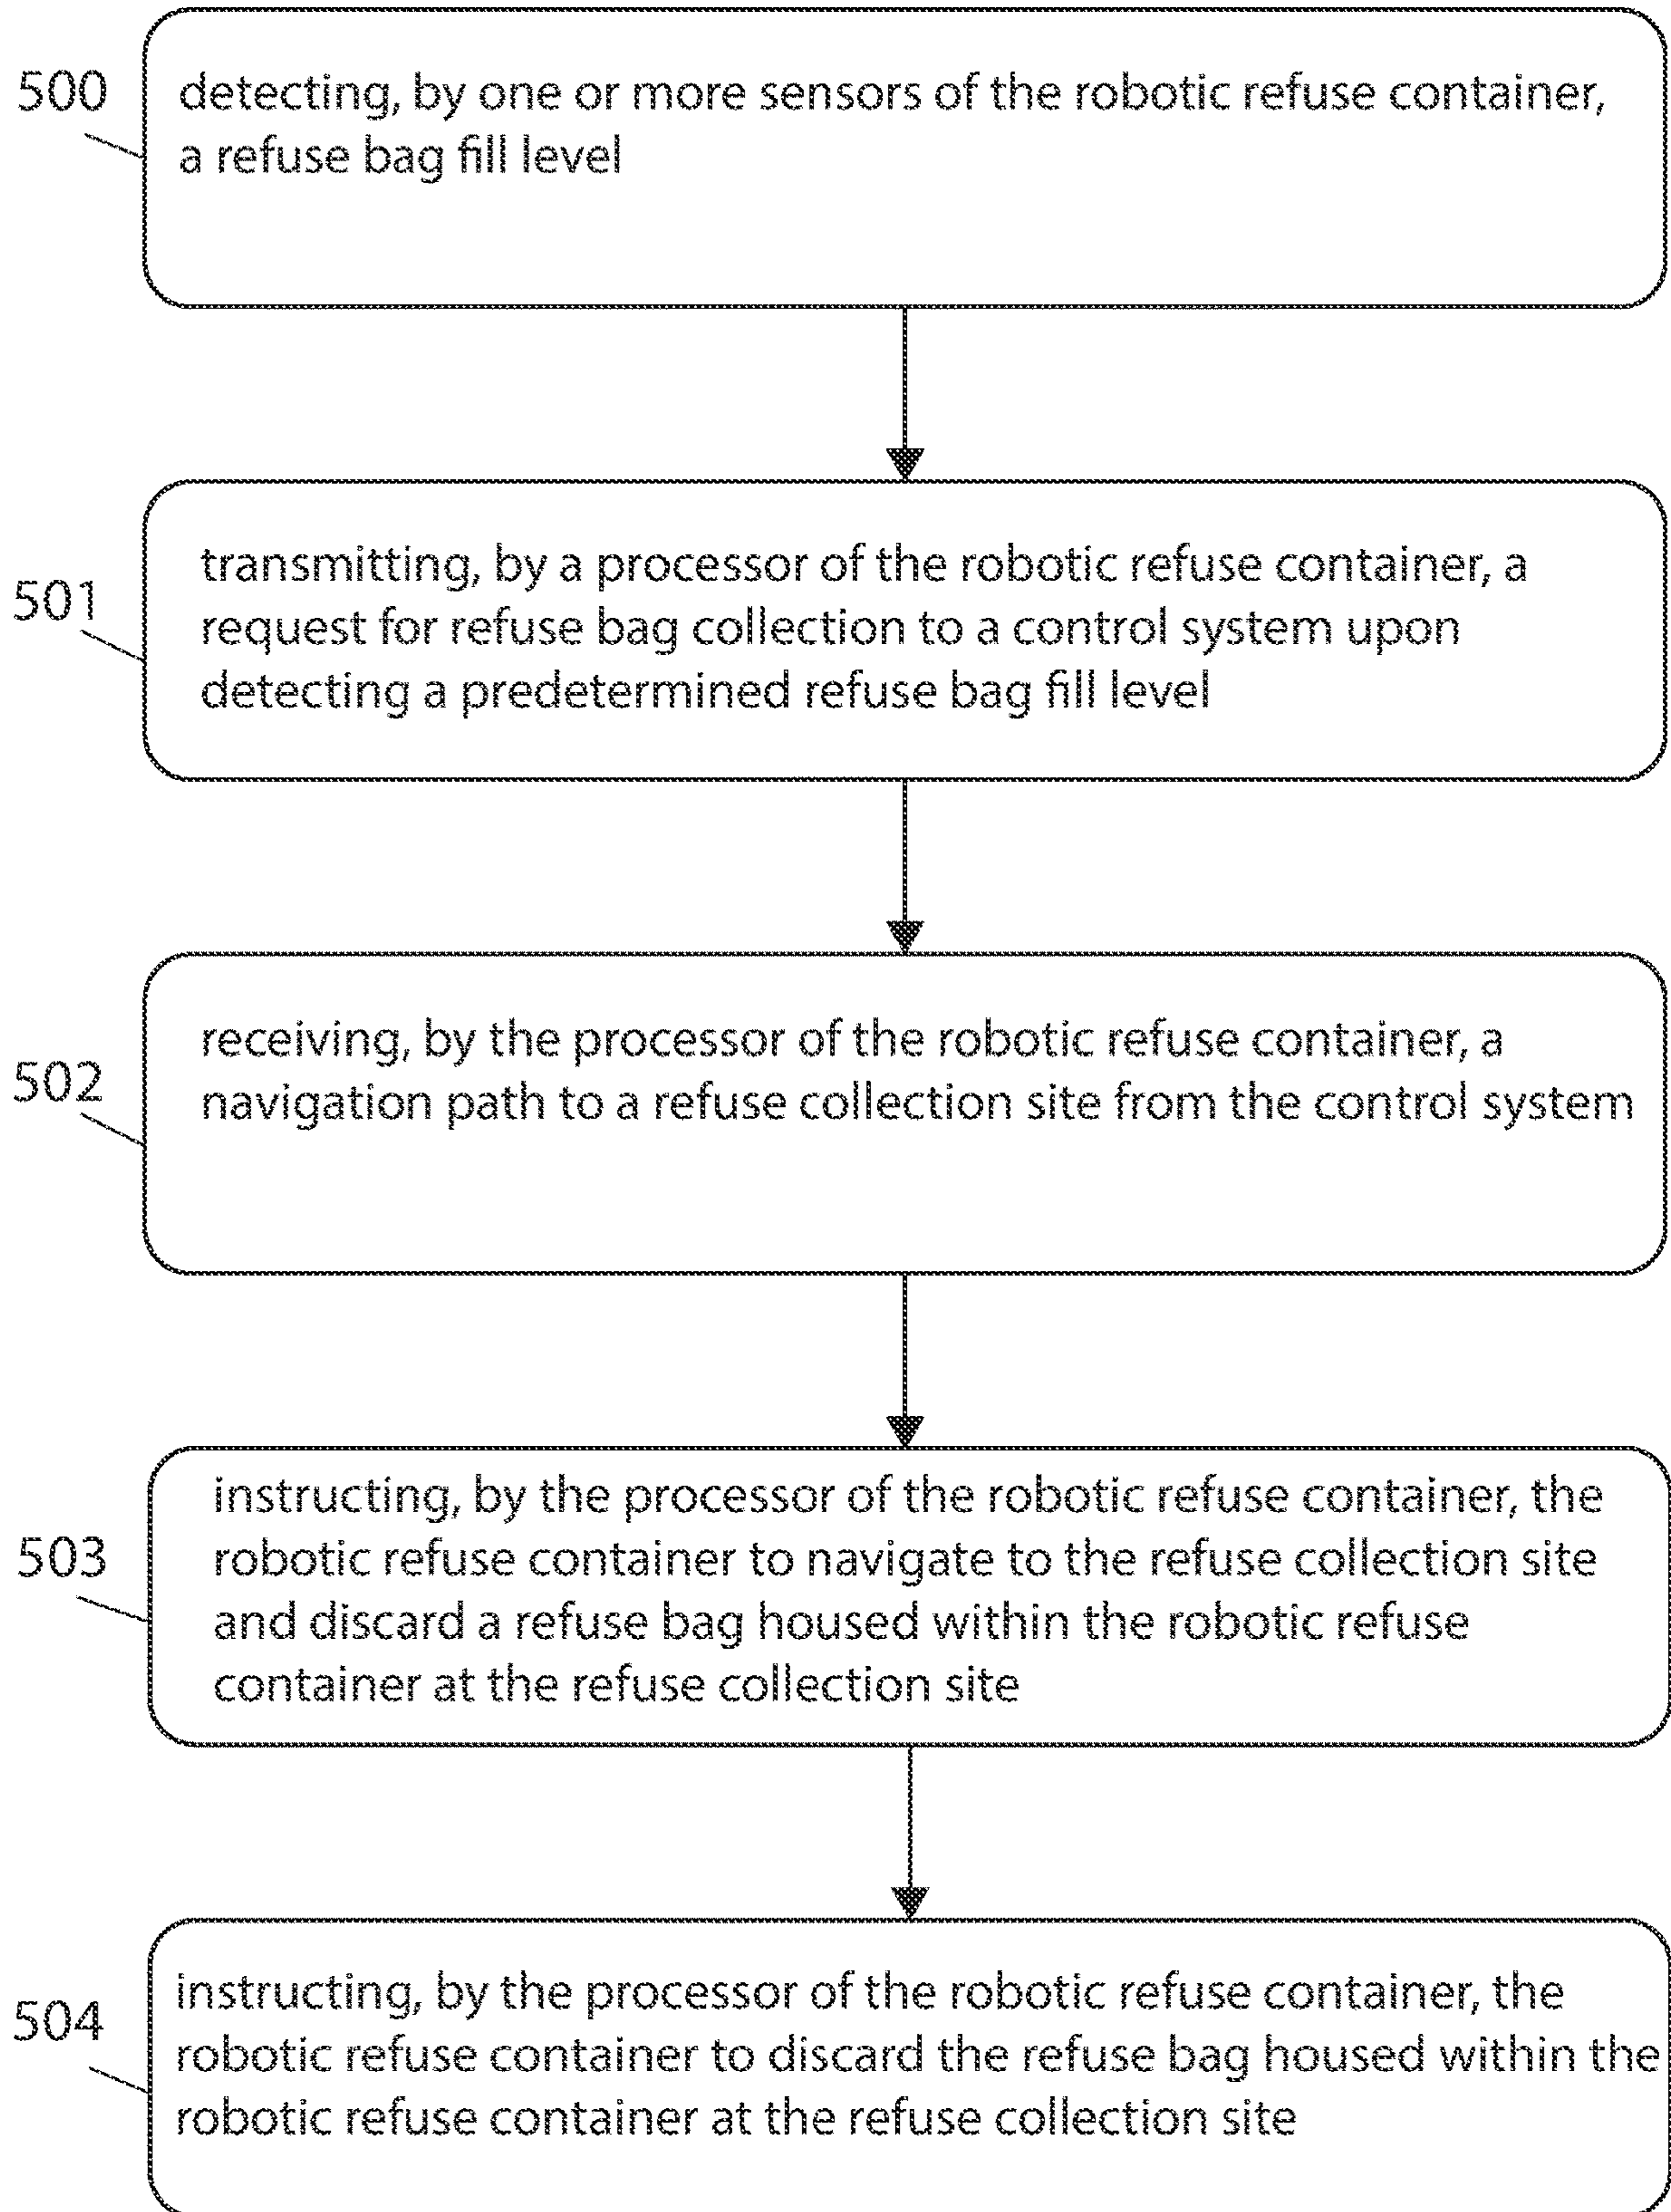 500
detecting, by one or more sensors of the robotic refuse container,
a refuse bag fill level
501
transmitting, by a processor of the robotic refuse container, a
request for refuse bag collection to a control system upon
detecting a predetermined refuse bag fill level
502
receiving, by the processor of the robotic refuse container, a
navigation path to a refuse collection site from the control system
503
instructing, by the processor of the robotic refuse container, the
robotic refuse container to navigate to the refuse collection site
and discard a refuse bag housed within the robotic refuse
container at the refuse collection site
504
instructing, by the processor of the robotic refuse container, the
robotic refuse container to discard the refuse bag housed within the
robotic refuse container at the refuse collection site